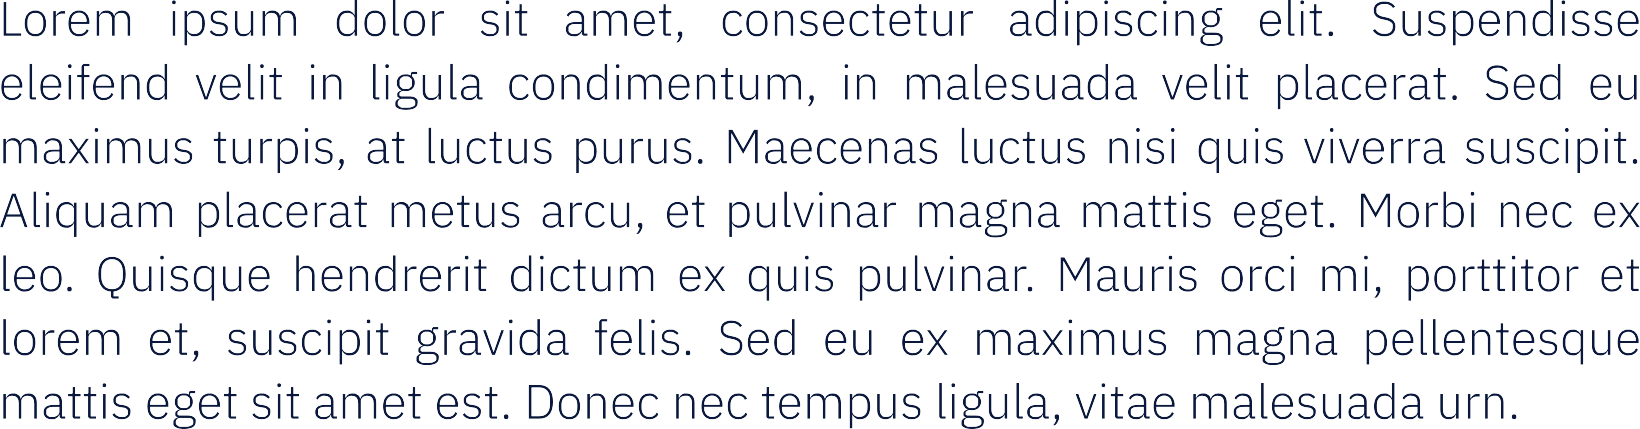 Lorem ipsum dolor sit amet, consectetur adipiscing elit. Suspendisse
eleifend velit in ligula condimentum, in malesuada velit placerat. Sed eu
maximus turpis, at luctus purus. Maecenas luctus nisi quis viverra suscipit.
Aliquam placerat metus arcu, et pulvinar magna mattis eget. Morbi nec ex
leo. Quisque hendrerit dictum ex quis pulvinar. Mauris orci mi, porttitor et
lorem et, suscipit gravida felis. Sed eu ex maximus magna pellentesque
mattis eget sit amet est. Donec nec tempus ligula, vitae malesuada urn.